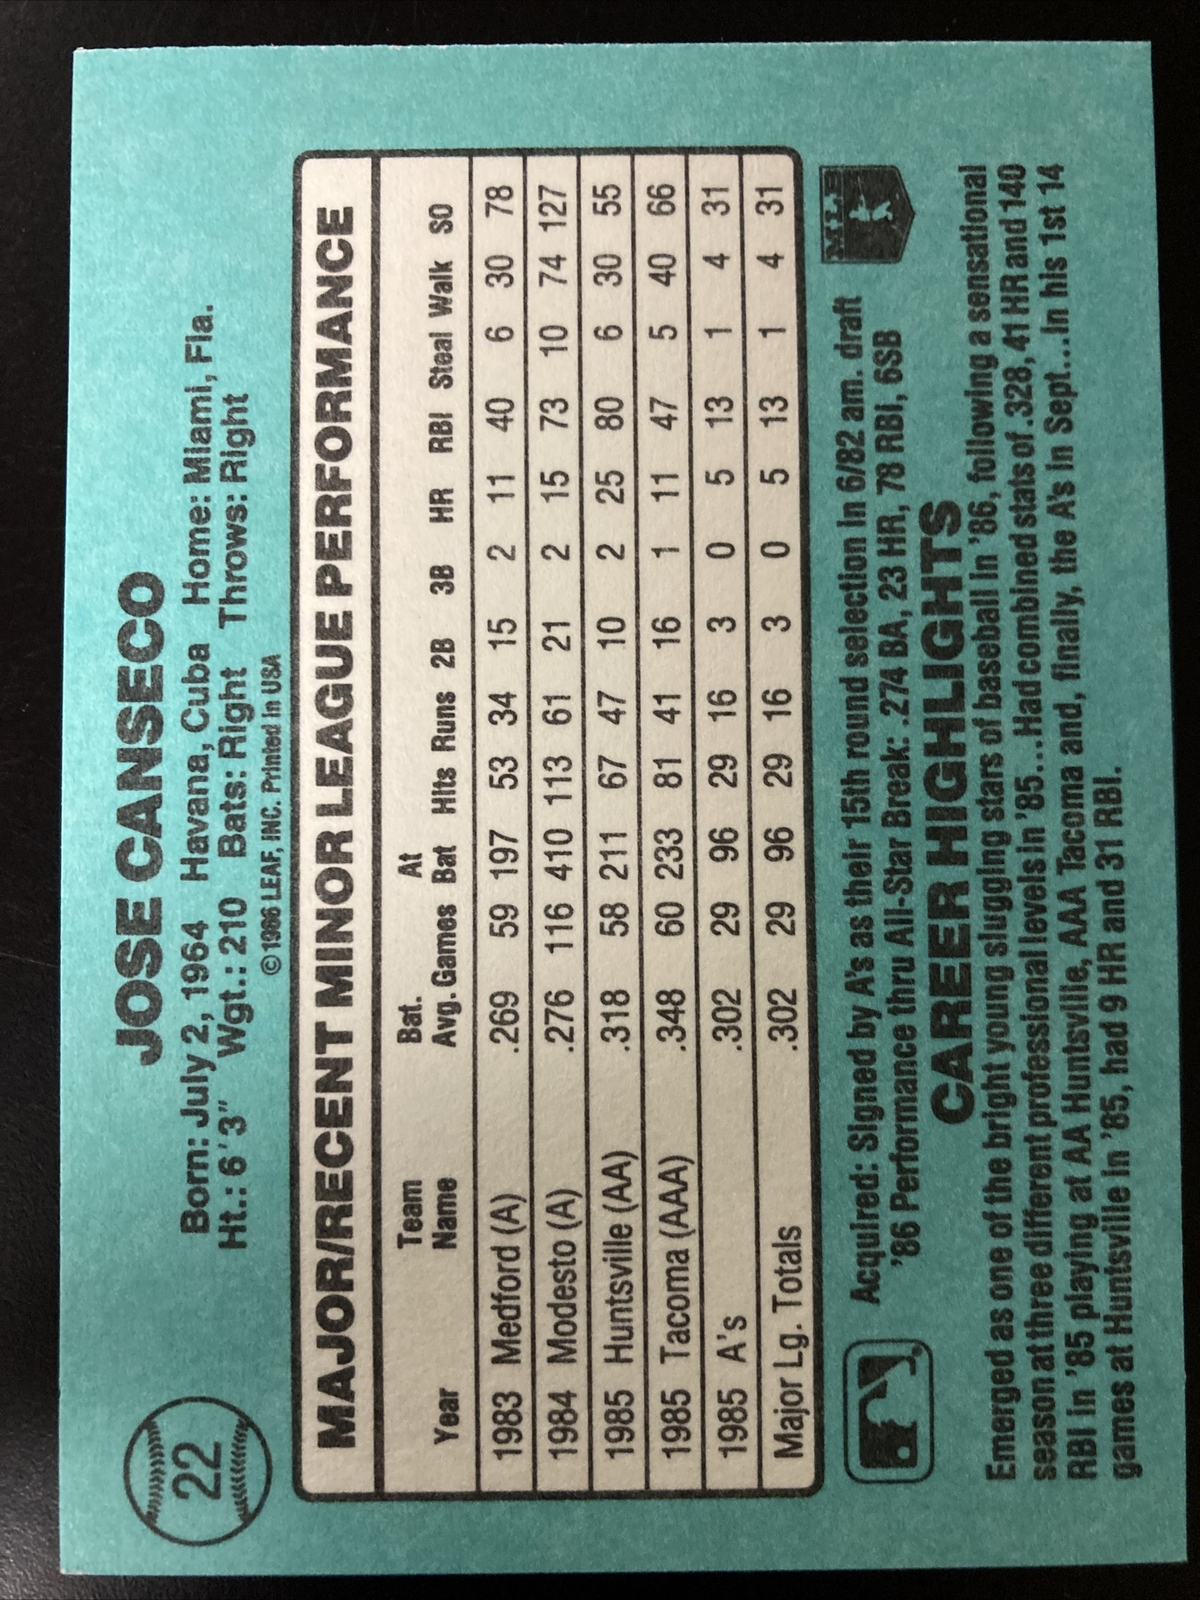 22
JOSE CANSECO
Born: July 2, 1964 Havana, Cuba Home: Miami, Fla.
Ht.: 6'3" Wgt.: 210 Bats: Right Throws: Right
© 1986 LEAF, INC. Printed in USA
MAJOR/RECENT MINOR LEAGUE PERFORMANCE
Team Bat. At
Year Name Avg. Games Bat Hits Runs 2B 3B HR RBI Steal Walk SO
1983 Medford (A) .269 59 197 53 34 15 2 11 40 6 30 78
1984 Modesto (A) .276 116 410 113 61 21 2 15 73 10 74 127
1985 Huntsville (AA) .318 58 211 67 47 10 2 25 80 6 30 55
1985 Tacoma (AAA) .348 60 233 81 41 16 1 11 47 5 40 66
1985 A's .302 29 96 29 16 3 0 5 13 1 4 31
Major Lg. Totals .302 29 96 29 16 3 0 5 13 1 4 31
Acquired: Signed by A's as their 15th round selection in 6/82 am. draft
'86 Performance thru All-Star Break: .274 BA, 23 HR, 78 RBI, 6SB
MLB
CAREER HIGHLIGHTS
Emerged as one of the bright young slugging stars of baseball in '86, following a sensational
season at three different professional levels in '85...Had combined stats of .328, 41 HR and 140
RBI in '85 playing at AA Huntsville, AAA Tacoma and, finally, the A's in Sept...In his 1st 14
games at Huntsville in '85, had 9 HR and 31 RBI.